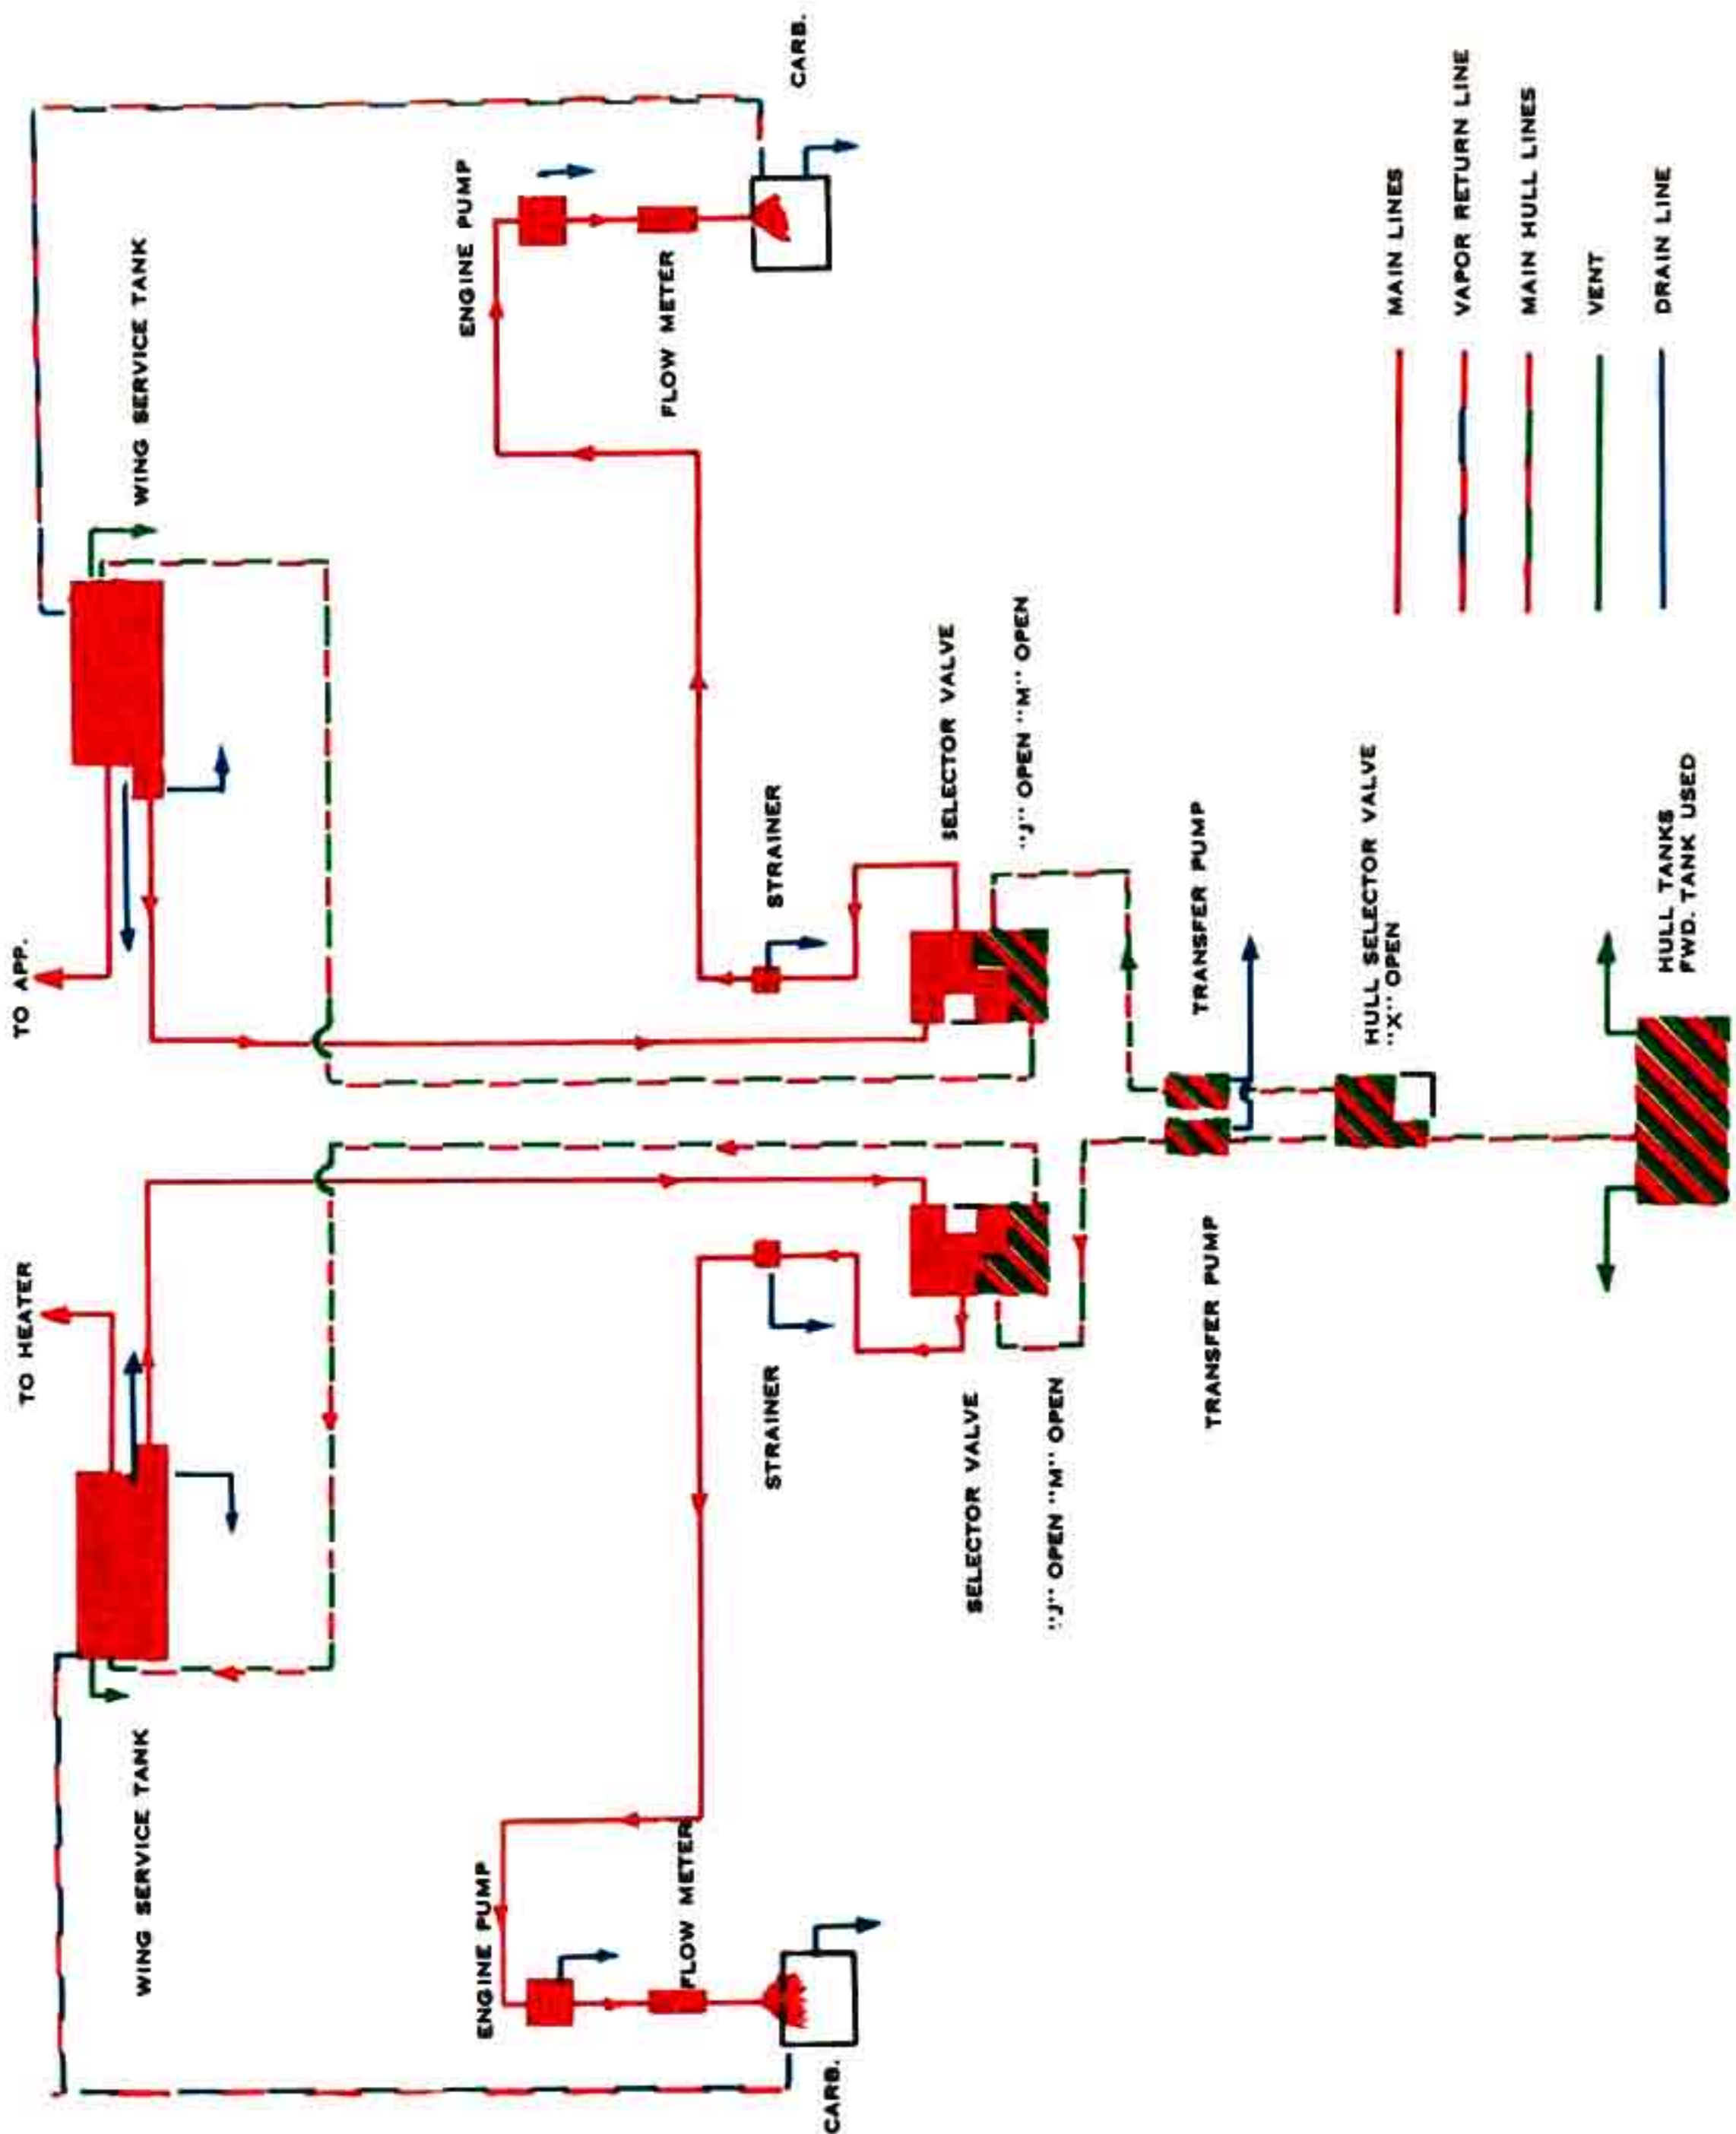 TO HEATER
TO APP.
WING SERVICE TANK
WING SERVICE TANK
ENGINE PUMP
ENGINE PUMP
FLOW METER
FLOW METER
CARB.
CARB.
STRAINER
STRAINER
SELECTOR VALVE
SELECTOR VALVE
"J" OPEN "M" OPEN
"J" OPEN "M" OPEN
TRANSFER PUMP
TRANSFER PUMP
HULL SELECTOR VALVE
"X" OPEN
HULL TANKS
FWD. TANK USED
MAIN LINES
VAPOR RETURN LINE
MAIN HULL LINES
VENT
DRAIN LINE